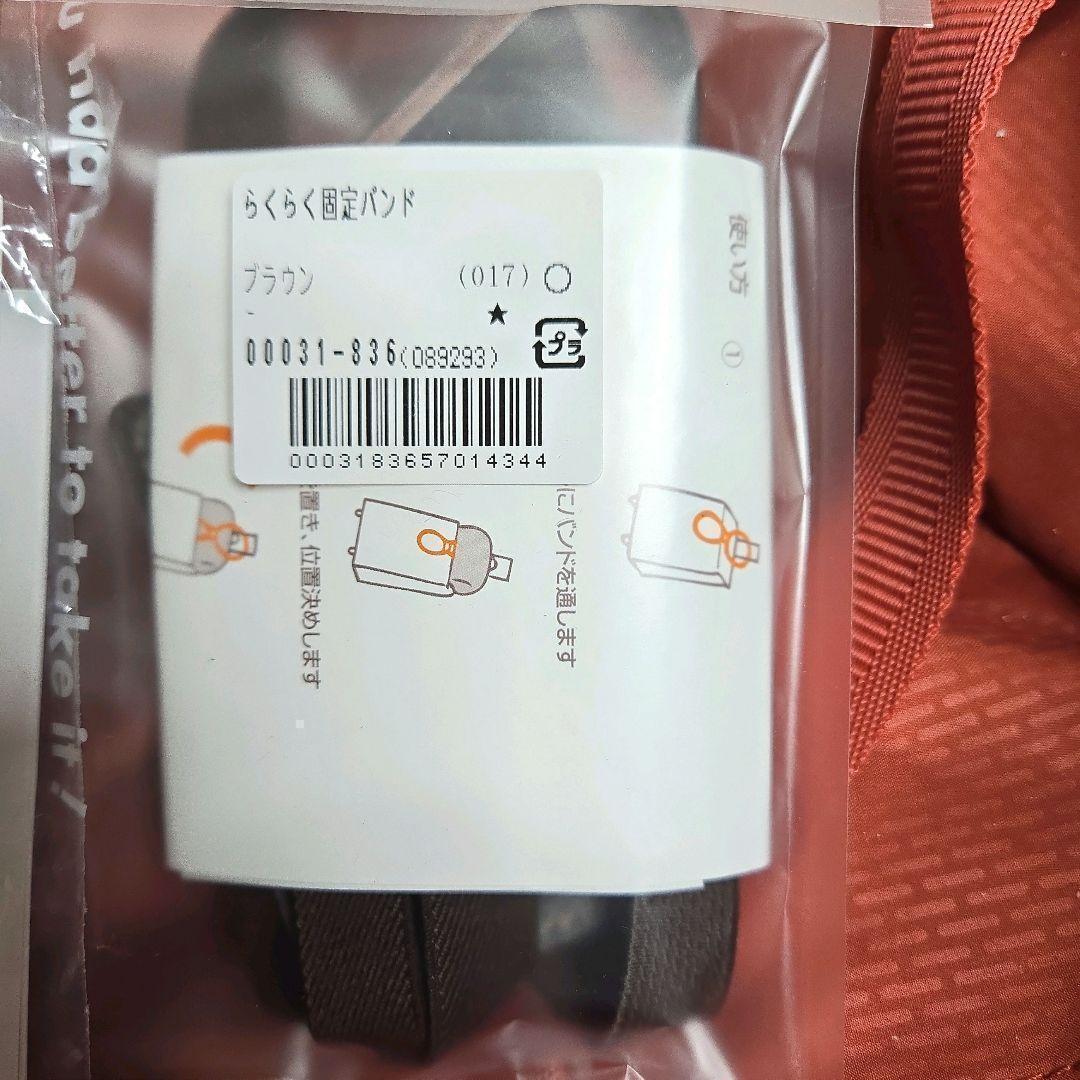 らくらく固定バンド
ブラウン (017) ○
-
★
00031-836(089293)
プラ
0003183657014344
使い方 ①
にバンドを通します
置き、位置決めします
better to take it!